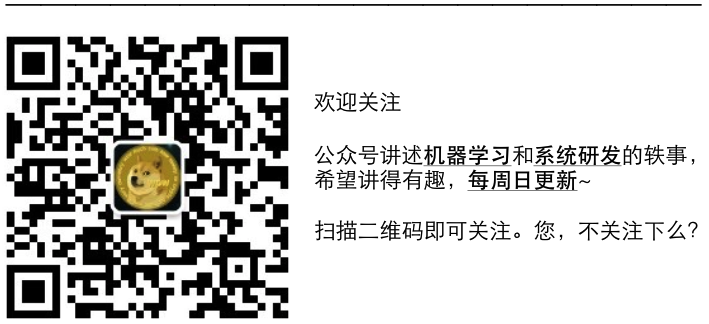 欢迎关注
公众号讲述机器学习和系统研发的轶事，
希望讲得有趣，每周日更新~
扫描二维码即可关注。您，不关注下么？